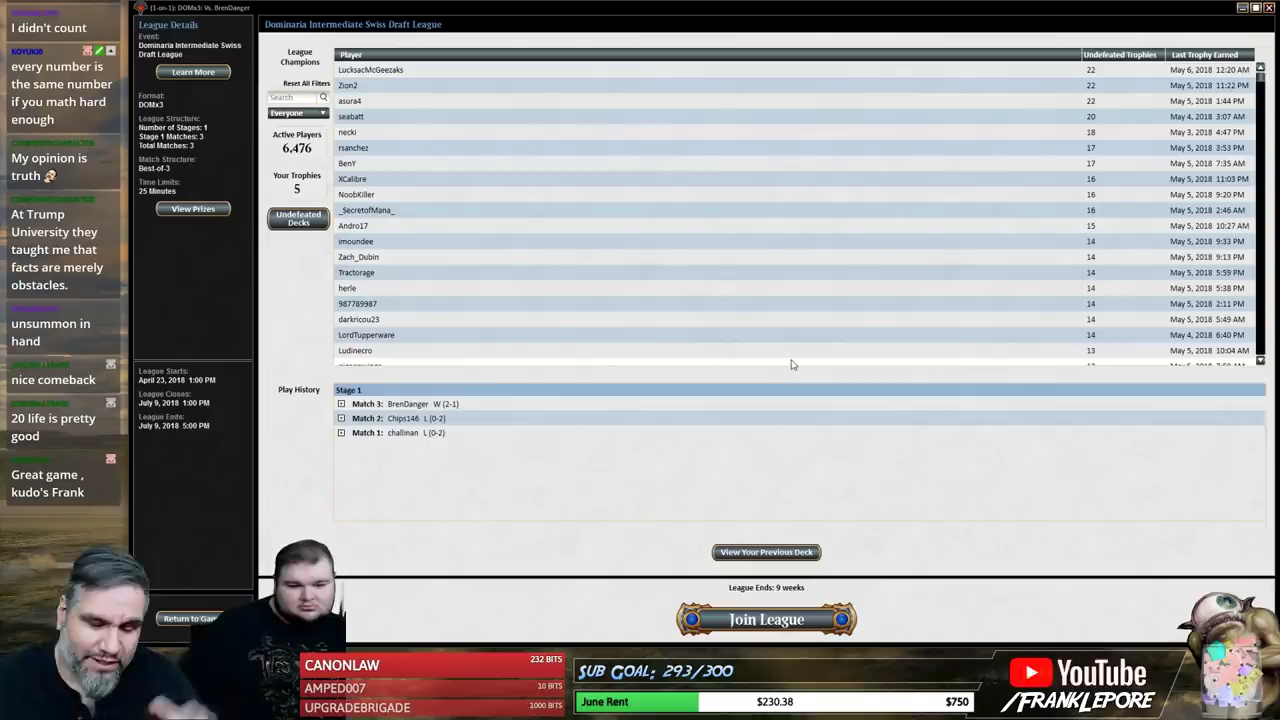 I didn't count
KOYUKI8
every number is
the same number
if you math hard
enough
My opinion is
truth
At Trump
University they
taught me that
facts are merely
obstacles.
unsummon in
hand
nice comeback
20 life is pretty
good
Great game ,
kudo's Frank
(1-on-1): DOMx3: Vs. BrenDanger
League Details
Event:
Dominaria Intermediate Swiss
Draft League
Learn More
Format:
DOMx3
League Structure:
Number of Stages: 1
Stage 1 Matches: 3
Total Matches: 3
Match Structure:
Best-of-3
Time Limits:
25 Minutes
View Prizes
League Starts:
April 23, 2018 1:00 PM
League Closes:
July 9, 2018 1:00 PM
League Ends:
July 9, 2018 5:00 PM
Dominaria Intermediate Swiss Draft League
League
Champions
Reset All Filters
Search
Everyone
Active Players
6,476
Your Trophies
5
Undefeated
Decks
Player Undefeated Trophies Last Trophy Earned
LucksacMcGeezaks 22 May 6, 2018 12:20 AM
Zion2 22 May 5, 2018 11:22 PM
asura4 22 May 5, 2018 1:44 PM
seabatt 20 May 4, 2018 3:07 AM
necki 18 May 3, 2018 4:47 PM
rsanchez 17 May 5, 2018 3:53 PM
BenY 17 May 5, 2018 7:35 AM
XCalibre 16 May 5, 2018 11:03 PM
NoobKiller 16 May 5, 2018 9:20 PM
_SecretofMana_ 16 May 5, 2018 2:46 AM
Andro17 15 May 5, 2018 10:27 AM
imoundee 14 May 5, 2018 9:33 PM
Zach_Dubin 14 May 5, 2018 9:13 PM
Tractorage 14 May 5, 2018 5:59 PM
herle 14 May 5, 2018 5:38 PM
987789987 14 May 5, 2018 2:11 PM
darkricou23 14 May 5, 2018 5:49 AM
LordTupperware 14 May 4, 2018 6:40 PM
Ludinecro 13 May 5, 2018 10:04 AM
Play History
Stage 1
Match 3: BrenDanger W (2-1)
Match 2: Chips146 L (0-2)
Match 1: challinan L (0-2)
View Your Previous Deck
League Ends: 9 weeks
Join League
Return to Gam
CANONLAW 232 BITS
AMPED007 10 BITS
UPGRADEBRIGADE 1000 BITS
SUB GOAL: 293/300
June Rent $230.38 $750
YouTube
/FRANKLEPORE